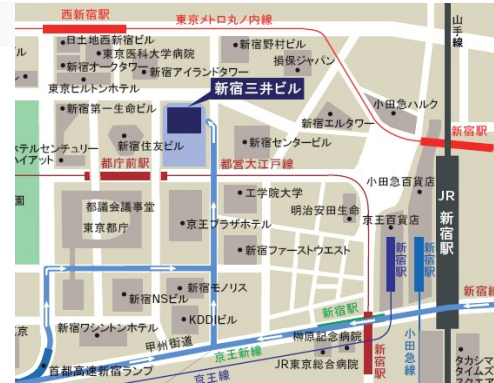 西新宿駅
東京メトロ丸ノ内線
山手線
日土地西新宿ビル
東京医科大学病院
新宿野村ビル
新宿オークタワー
新宿アイランドタワー
損保ジャパン
東京ヒルトンホテル
新宿三井ビル
小田急ハルク
新宿第一生命ビル
新宿エルタワー
新宿駅
ホテルセンチュリー
ハイアット
新宿住友ビル
新宿センタービル
都庁前駅
都営大江戸線
小田急百貨店
JR 新宿駅
工学院大学
都議会議事堂
明治安田生命
東京都庁
京王プラザホテル
京王百貨店
新宿ファーストウエスト
新宿駅
新宿駅
新宿モノリス
新宿NSビル
新宿駅
新宿線
KDDIビル
新宿ワシントンホテル
甲州街道
榊原記念病院
新宿駅
小田急線
京王新線
JR東京総合病院
タカシマ
タイムズ
首都高速新宿ランプ
京王線